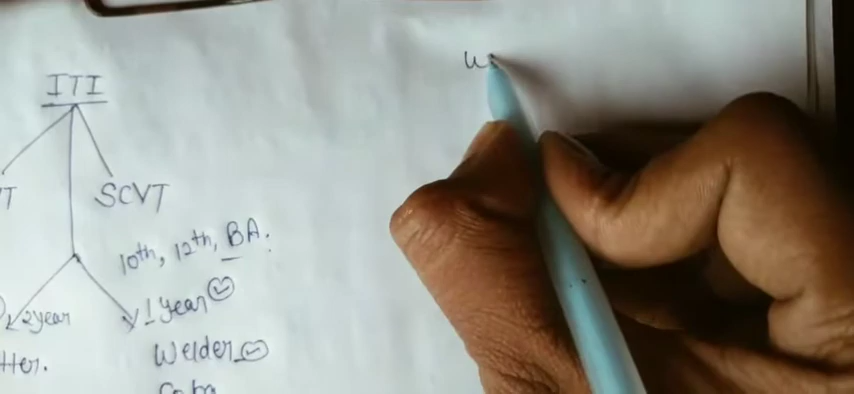 ITI
SCVT
10th, 12th, BA.
2year
1 year
Welder